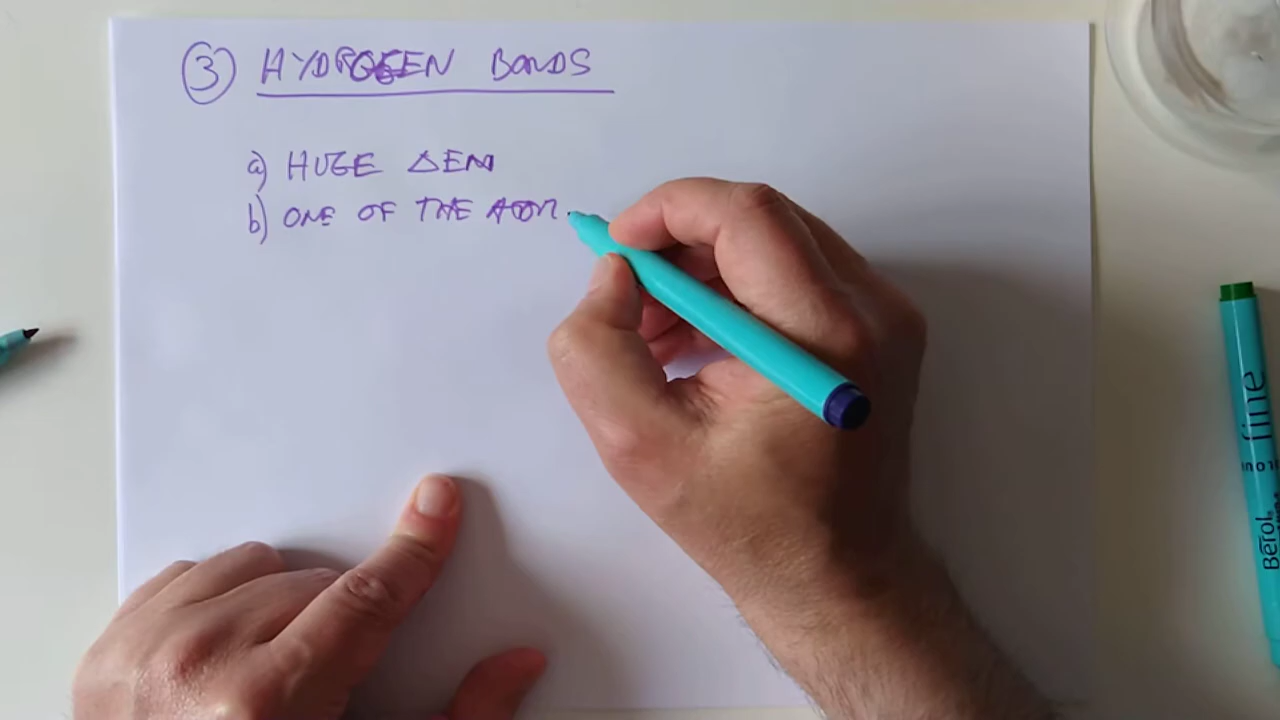 ③ HYDROGEN BONDS
a) HUGE ΔEN
b) ONE OF THE ATOM
Berol
fine